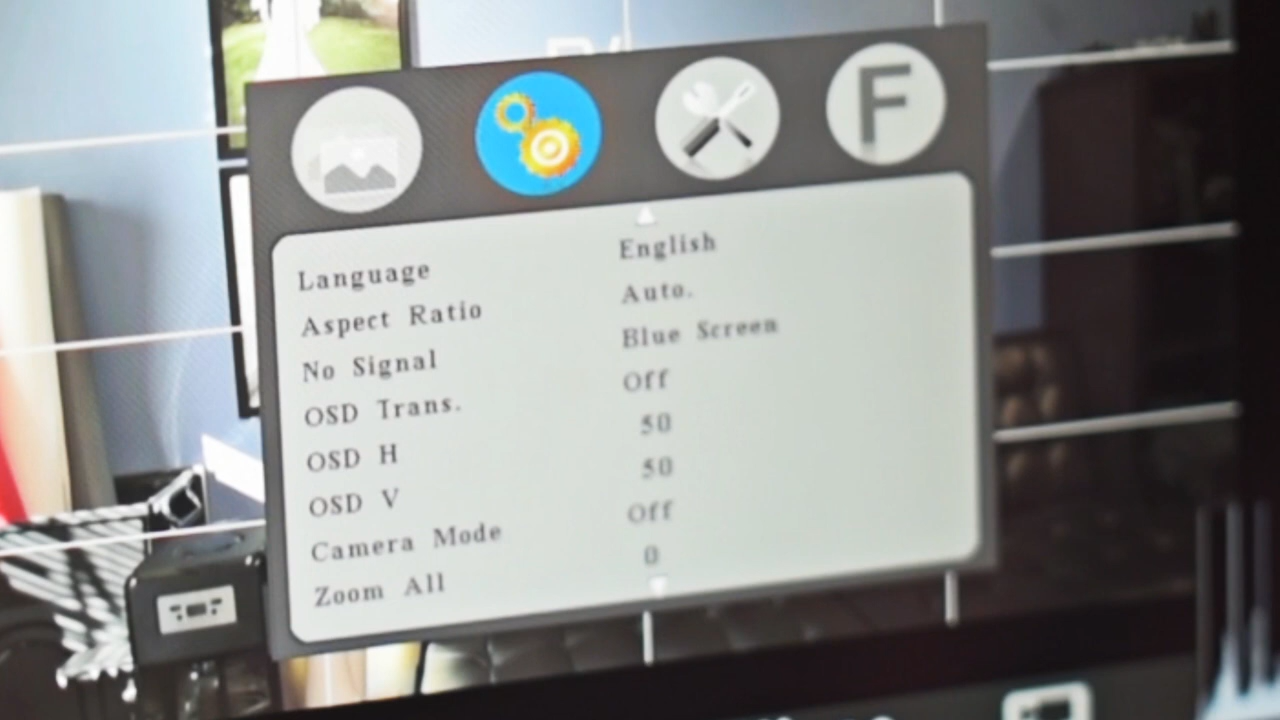 F
Language English
Aspect Ratio Auto.
No Signal Blue Screen
OSD Trans. Off
OSD H 50
OSD V 50
Camera Mode Off
Zoom All 0